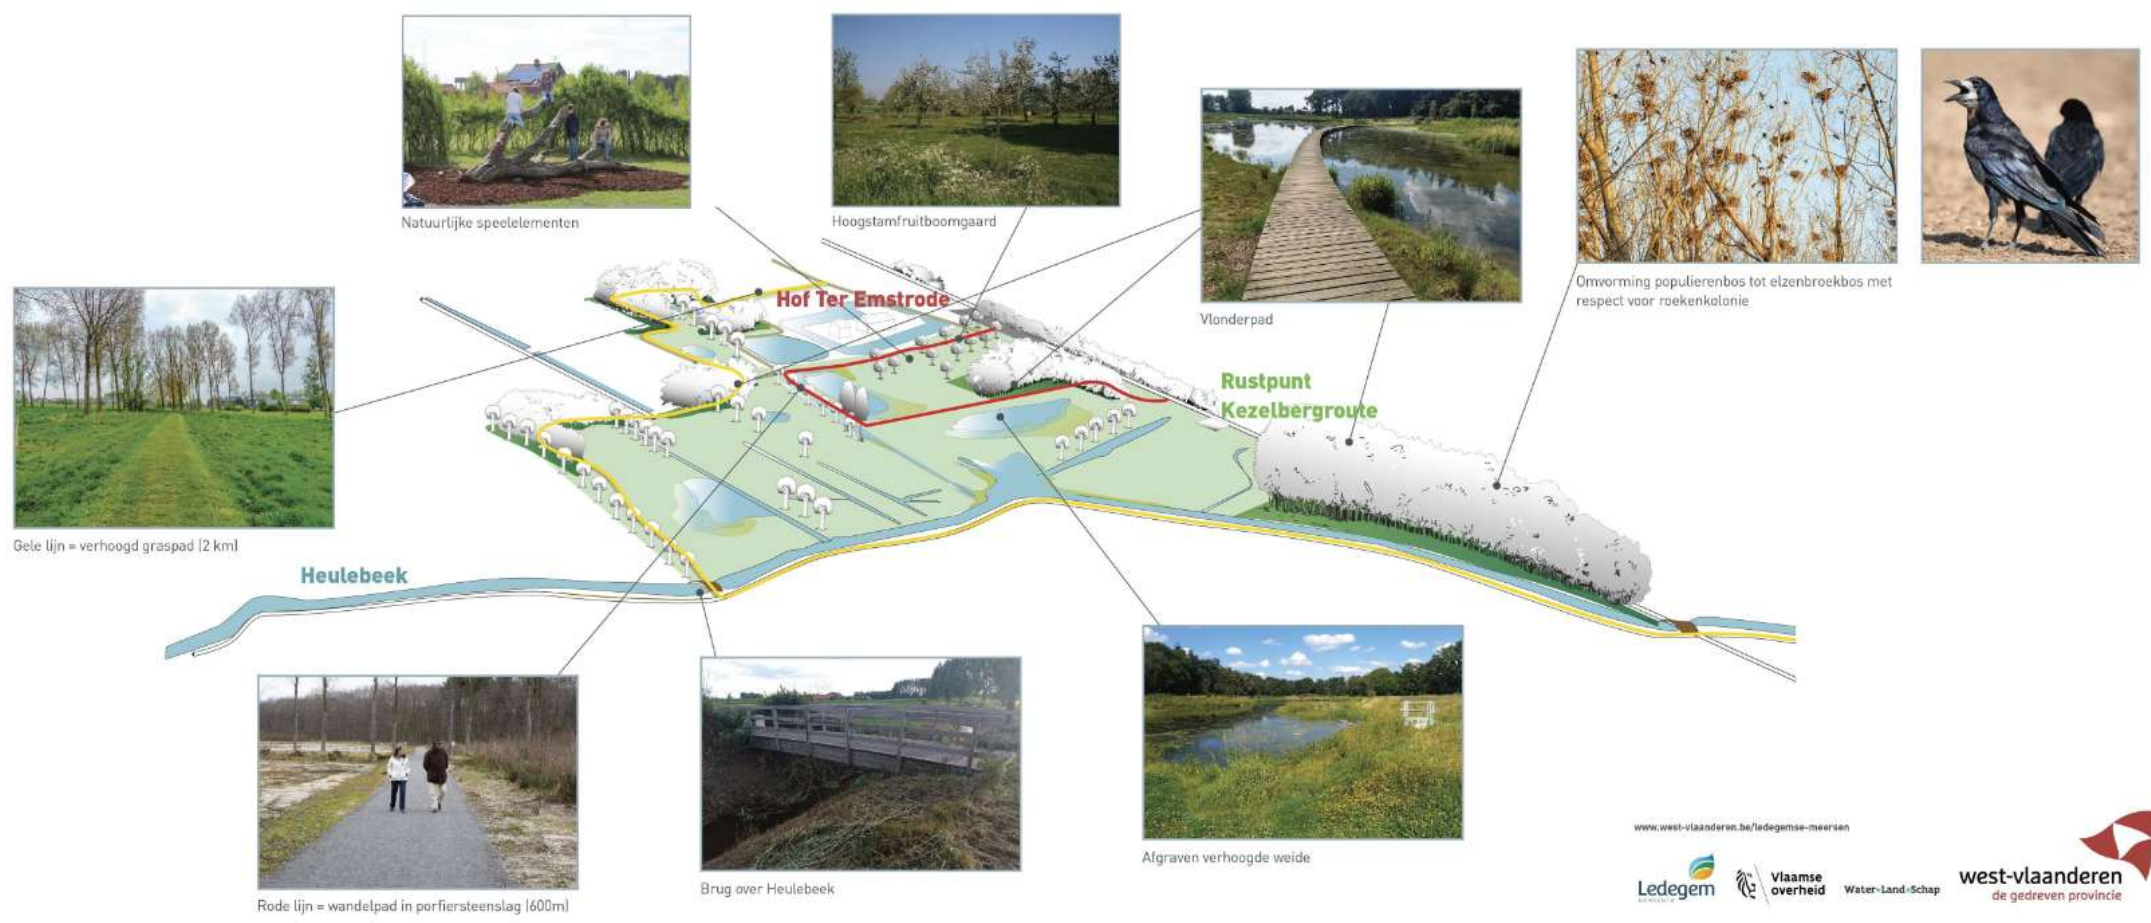 Natuurlijke speelelementen
Hoogstamfruitboomgaard
Vlonderpad
Omvorming populierenbos tot elzenbroekbos met
respect voor roekenkolonie
Hof Ter Emstrode
Rustpunt
Kezelbergroute
Gele lijn = verhoogd graspad (2 km)
Heulebeek
Rode lijn = wandelpad in porfiersteenslag (600m)
Brug over Heulebeek
Afgraven verhoogde weide
www.west-vlaanderen.be/ledegemse-meersen
Ledegem
Vlaamse
overheid
Water+Land+Schap
west-vlaanderen
de gedreven provincie